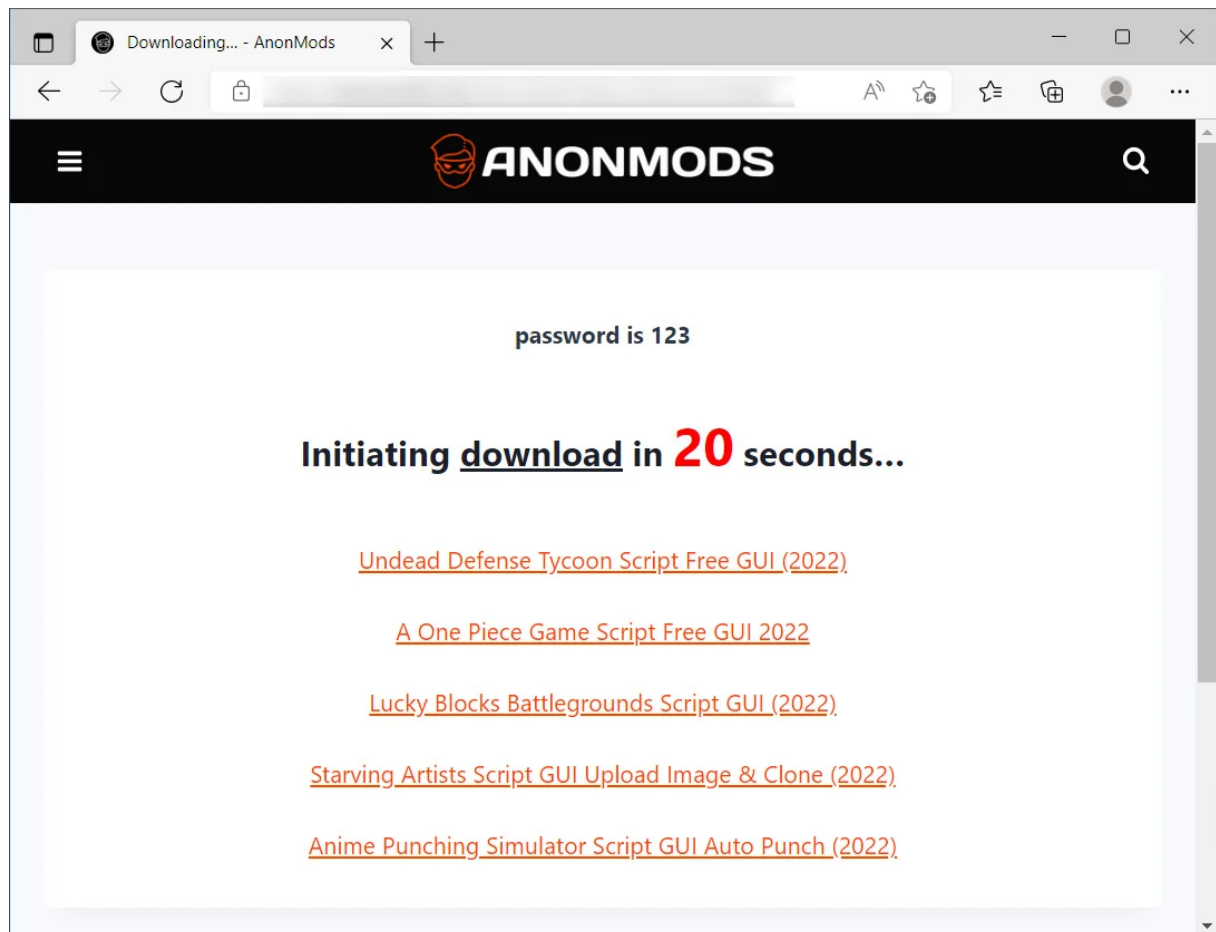 Downloading... - AnonMods
ANONMODS
password is 123
Initiating download in 20 seconds...
Undead Defense Tycoon Script Free GUI (2022)
A One Piece Game Script Free GUI 2022
Lucky Blocks Battlegrounds Script GUI (2022)
Starving Artists Script GUI Upload Image & Clone (2022)
Anime Punching Simulator Script GUI Auto Punch (2022)